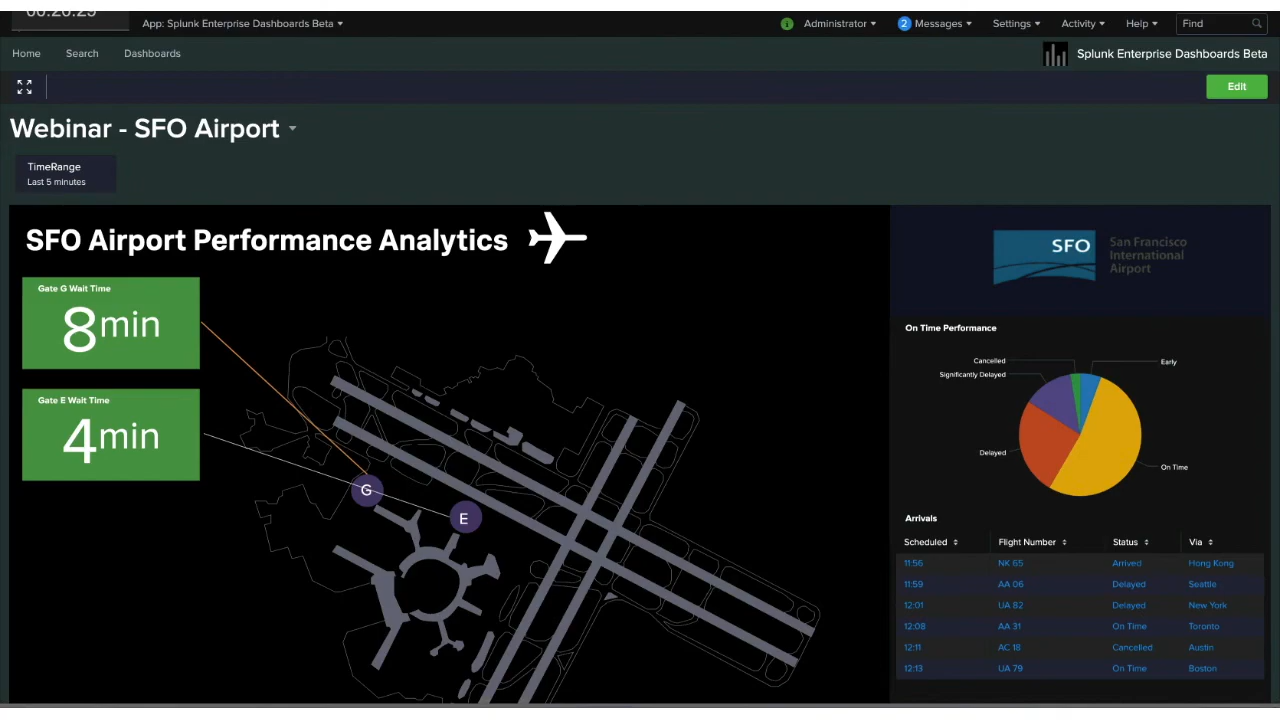 00:20:25
App: Splunk Enterprise Dashboards Beta
i Administrator 2 Messages Settings Activity Help Find
Home Search Dashboards
Splunk Enterprise Dashboards Beta
Edit
Webinar - SFO Airport
TimeRange
Last 5 minutes
SFO Airport Performance Analytics
Gate G Wait Time
8min
Gate E Wait Time
4min
G
E
SFO San Francisco
International
Airport
On Time Performance
Cancelled
Early
Significantly Delayed
Delayed
On Time
Arrivals
Scheduled Flight Number Status Via
11:56 NK 65 Arrived Hong Kong
11:59 AA 06 Delayed Seattle
12:01 UA 82 Delayed New York
12:08 AA 31 On Time Toronto
12:11 AC 18 Cancelled Austin
12:13 UA 79 On Time Boston